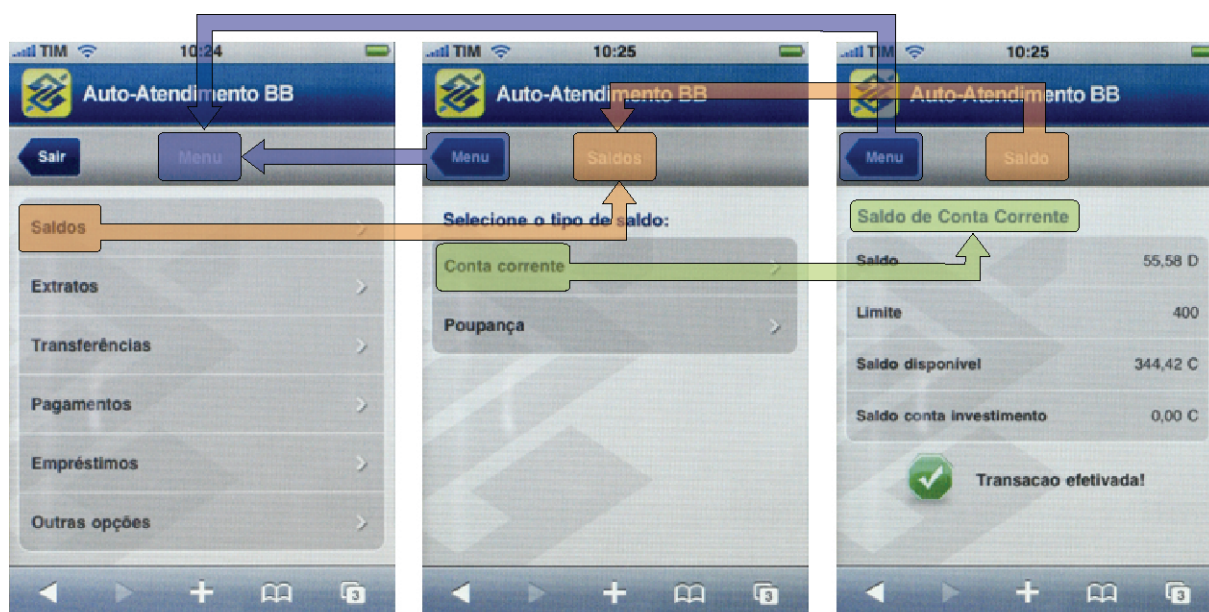 TIM 10:24
Auto-Atendimento BB
Sair Menu
Saldos
Extratos
Transferências
Pagamentos
Empréstimos
Outras opções
3
TIM 10:25
Auto-Atendimento BB
Menu Saldos
Selecione o tipo de saldo:
Conta corrente
Poupança
3
TIM 10:25
Auto-Atendimento BB
Menu Saldo
Saldo de Conta Corrente
Saldo 55,58 D
Limite 400
Saldo disponível 344,42 C
Saldo conta investimento 0,00 C
Transacao efetivada!
3